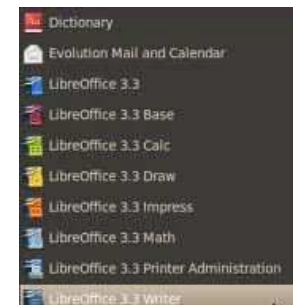 Dictionary
Evolution Mail and Calendar
LibreOffice 3.3
LibreOffice 3.3 Base
LibreOffice 3.3 Calc
LibreOffice 3.3 Draw
LibreOffice 3.3 Impress
LibreOffice 3.3 Math
LibreOffice 3.3 Printer Administration
LibreOffice 3.3 Writer